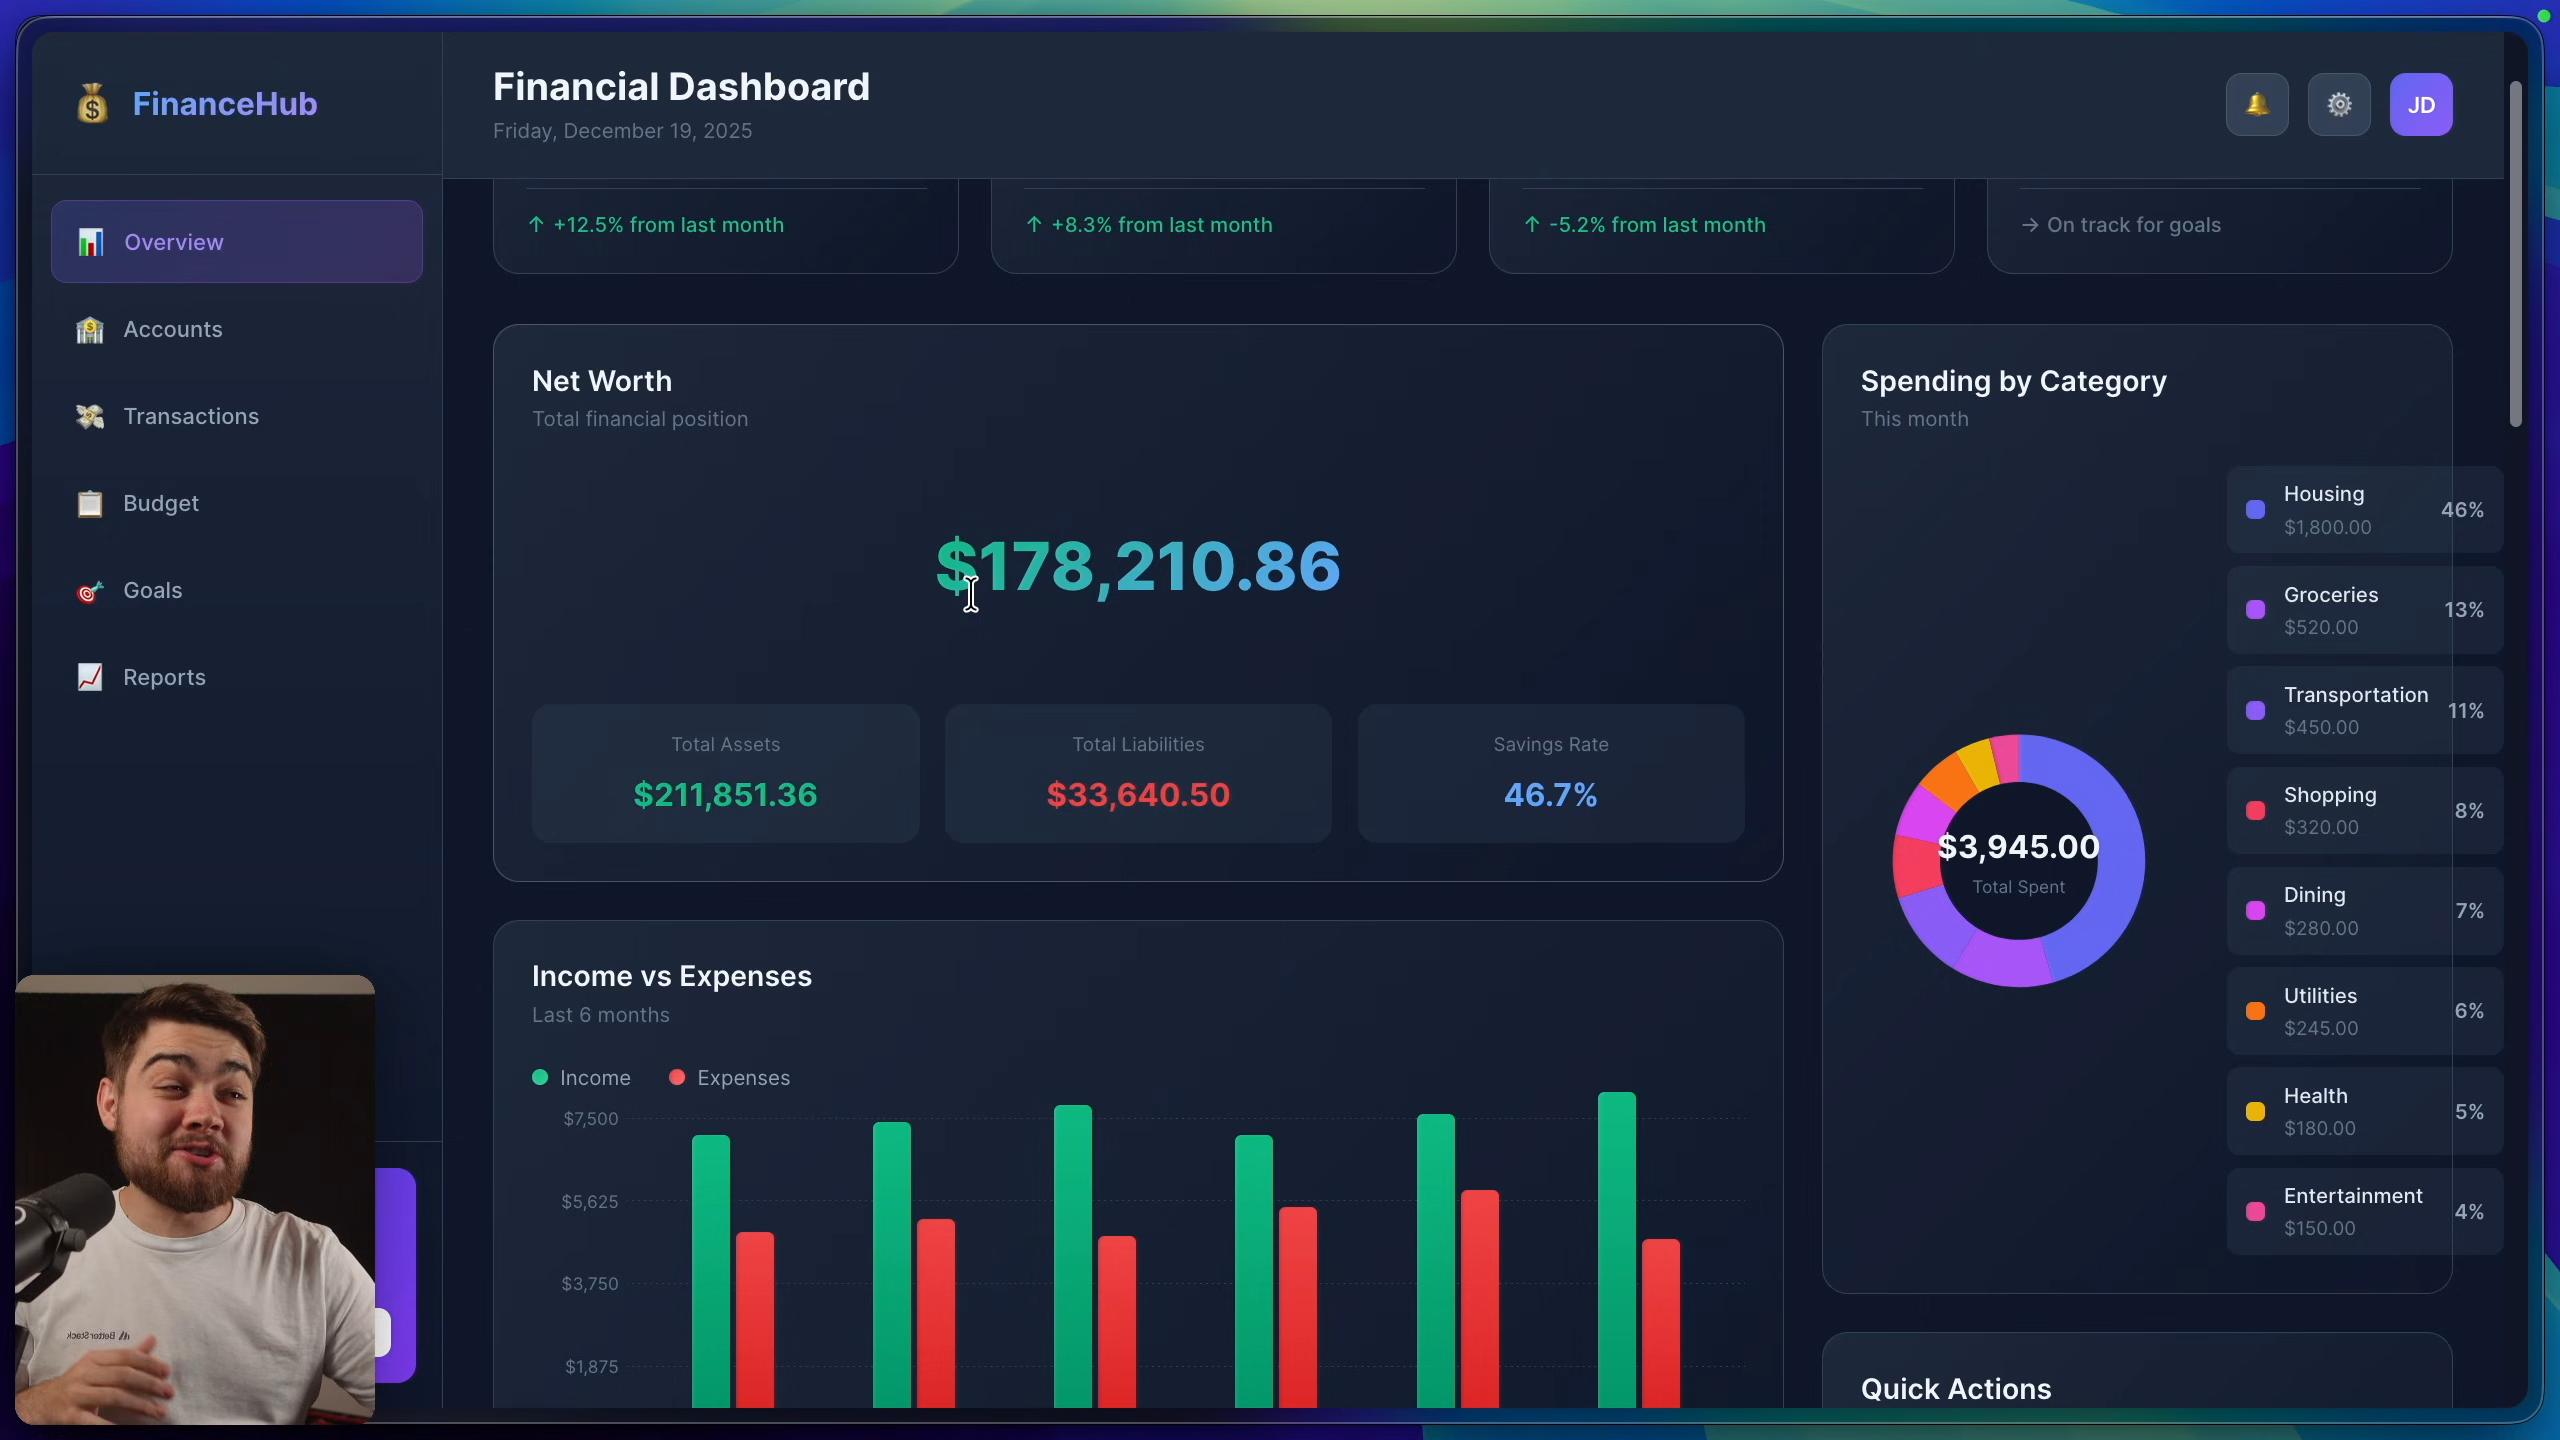 FinanceHub
Overview
Accounts
Transactions
Budget
Goals
Reports
Financial Dashboard
Friday, December 19, 2025
JD
↑ +12.5% from last month
↑ +8.3% from last month
↑ -5.2% from last month
→ On track for goals
Net Worth
Total financial position
$178,210.86
Total Assets
$211,851.36
Total Liabilities
$33,640.50
Savings Rate
46.7%
Income vs Expenses
Last 6 months
Income
Expenses
$7,500
$5,625
$3,750
$1,875
Spending by Category
This month
$3,945.00
Total Spent
Housing
$1,800.00
46%
Groceries
$520.00
13%
Transportation
$450.00
11%
Shopping
$320.00
8%
Dining
$280.00
7%
Utilities
$245.00
6%
Health
$180.00
5%
Entertainment
$150.00
4%
Quick Actions
BetterStack